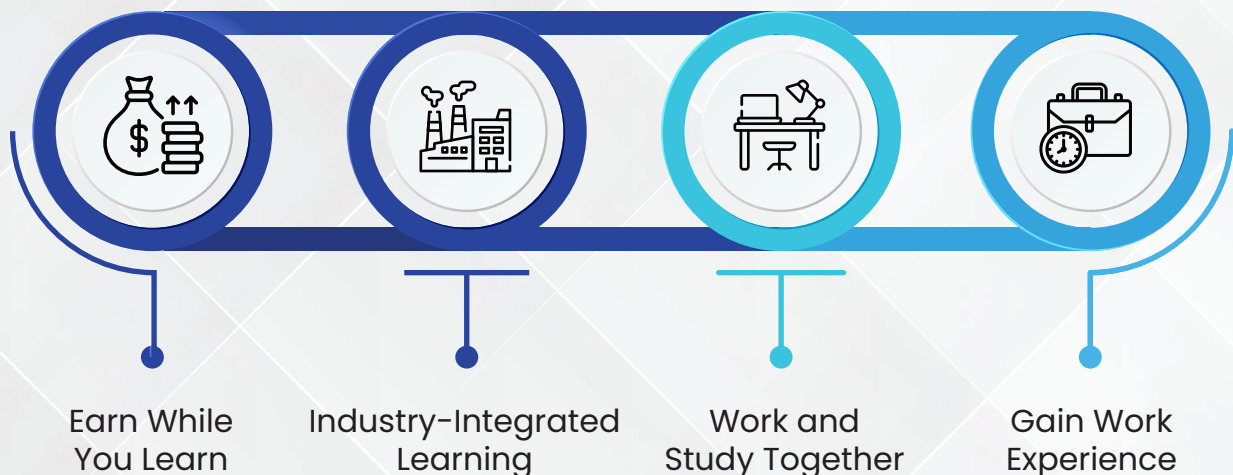 $
Earn While
You Learn
Industry-Integrated
Learning
Work and
Study Together
Gain Work
Experience